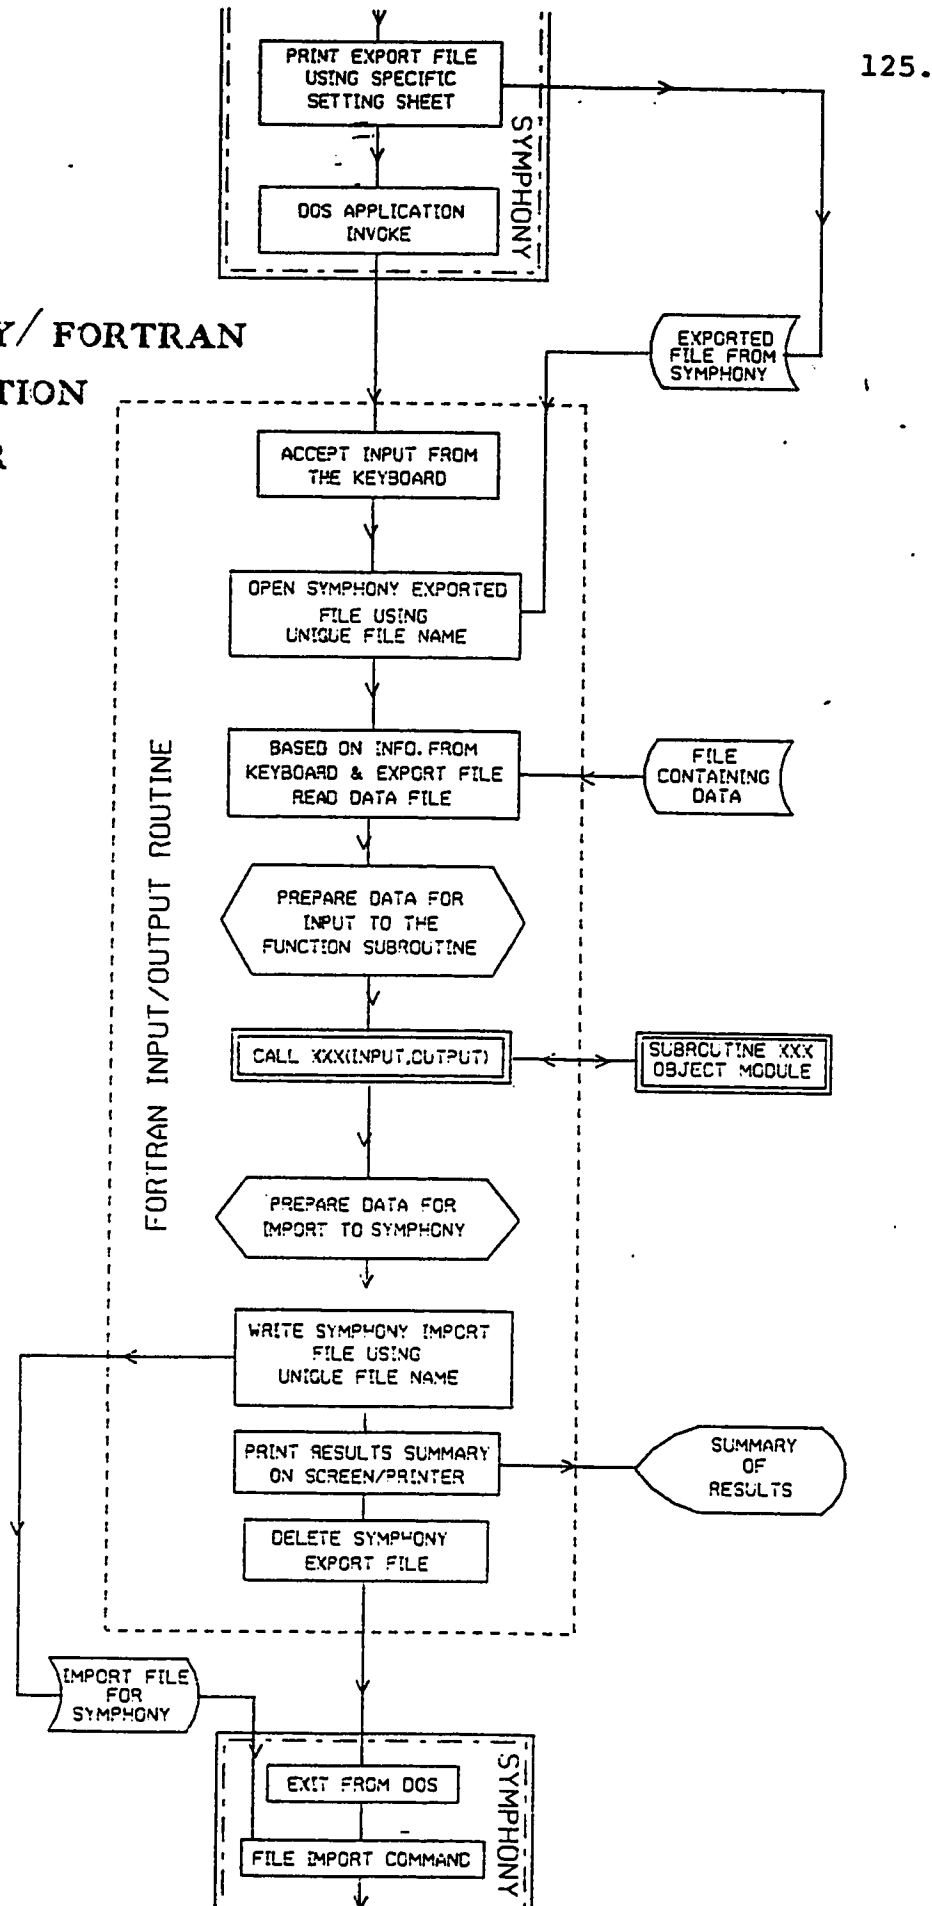 125.
PRINT EXPORT FILE
USING SPECIFIC
SETTING SHEET
SYMPHONY
DOS APPLICATION
INVOKE
Y/ FORTRAN
TION
R
EXPORTED
FILE FROM
SYMPHONY
ACCEPT INPUT FROM
THE KEYBOARD
OPEN SYMPHONY EXPORTED
FILE USING
UNIQUE FILE NAME
BASED ON INFO. FROM
KEYBOARD & EXPORT FILE
READ DATA FILE
FILE
CONTAINING
DATA
FORTRAN INPUT/OUTPUT ROUTINE
PREPARE DATA FOR
INPUT TO THE
FUNCTION SUBROUTINE
CALL XXX(INPUT,OUTPUT)
SUBROUTINE XXX
OBJECT MODULE
PREPARE DATA FOR
IMPORT TO SYMPHONY
WRITE SYMPHONY IMPORT
FILE USING
UNIQUE FILE NAME
PRINT RESULTS SUMMARY
ON SCREEN/PRINTER
SUMMARY
OF
RESULTS
DELETE SYMPHONY
EXPORT FILE
IMPORT FILE
FOR
SYMPHONY
SYMPHONY
EXIT FROM DOS
FILE IMPORT COMMAND